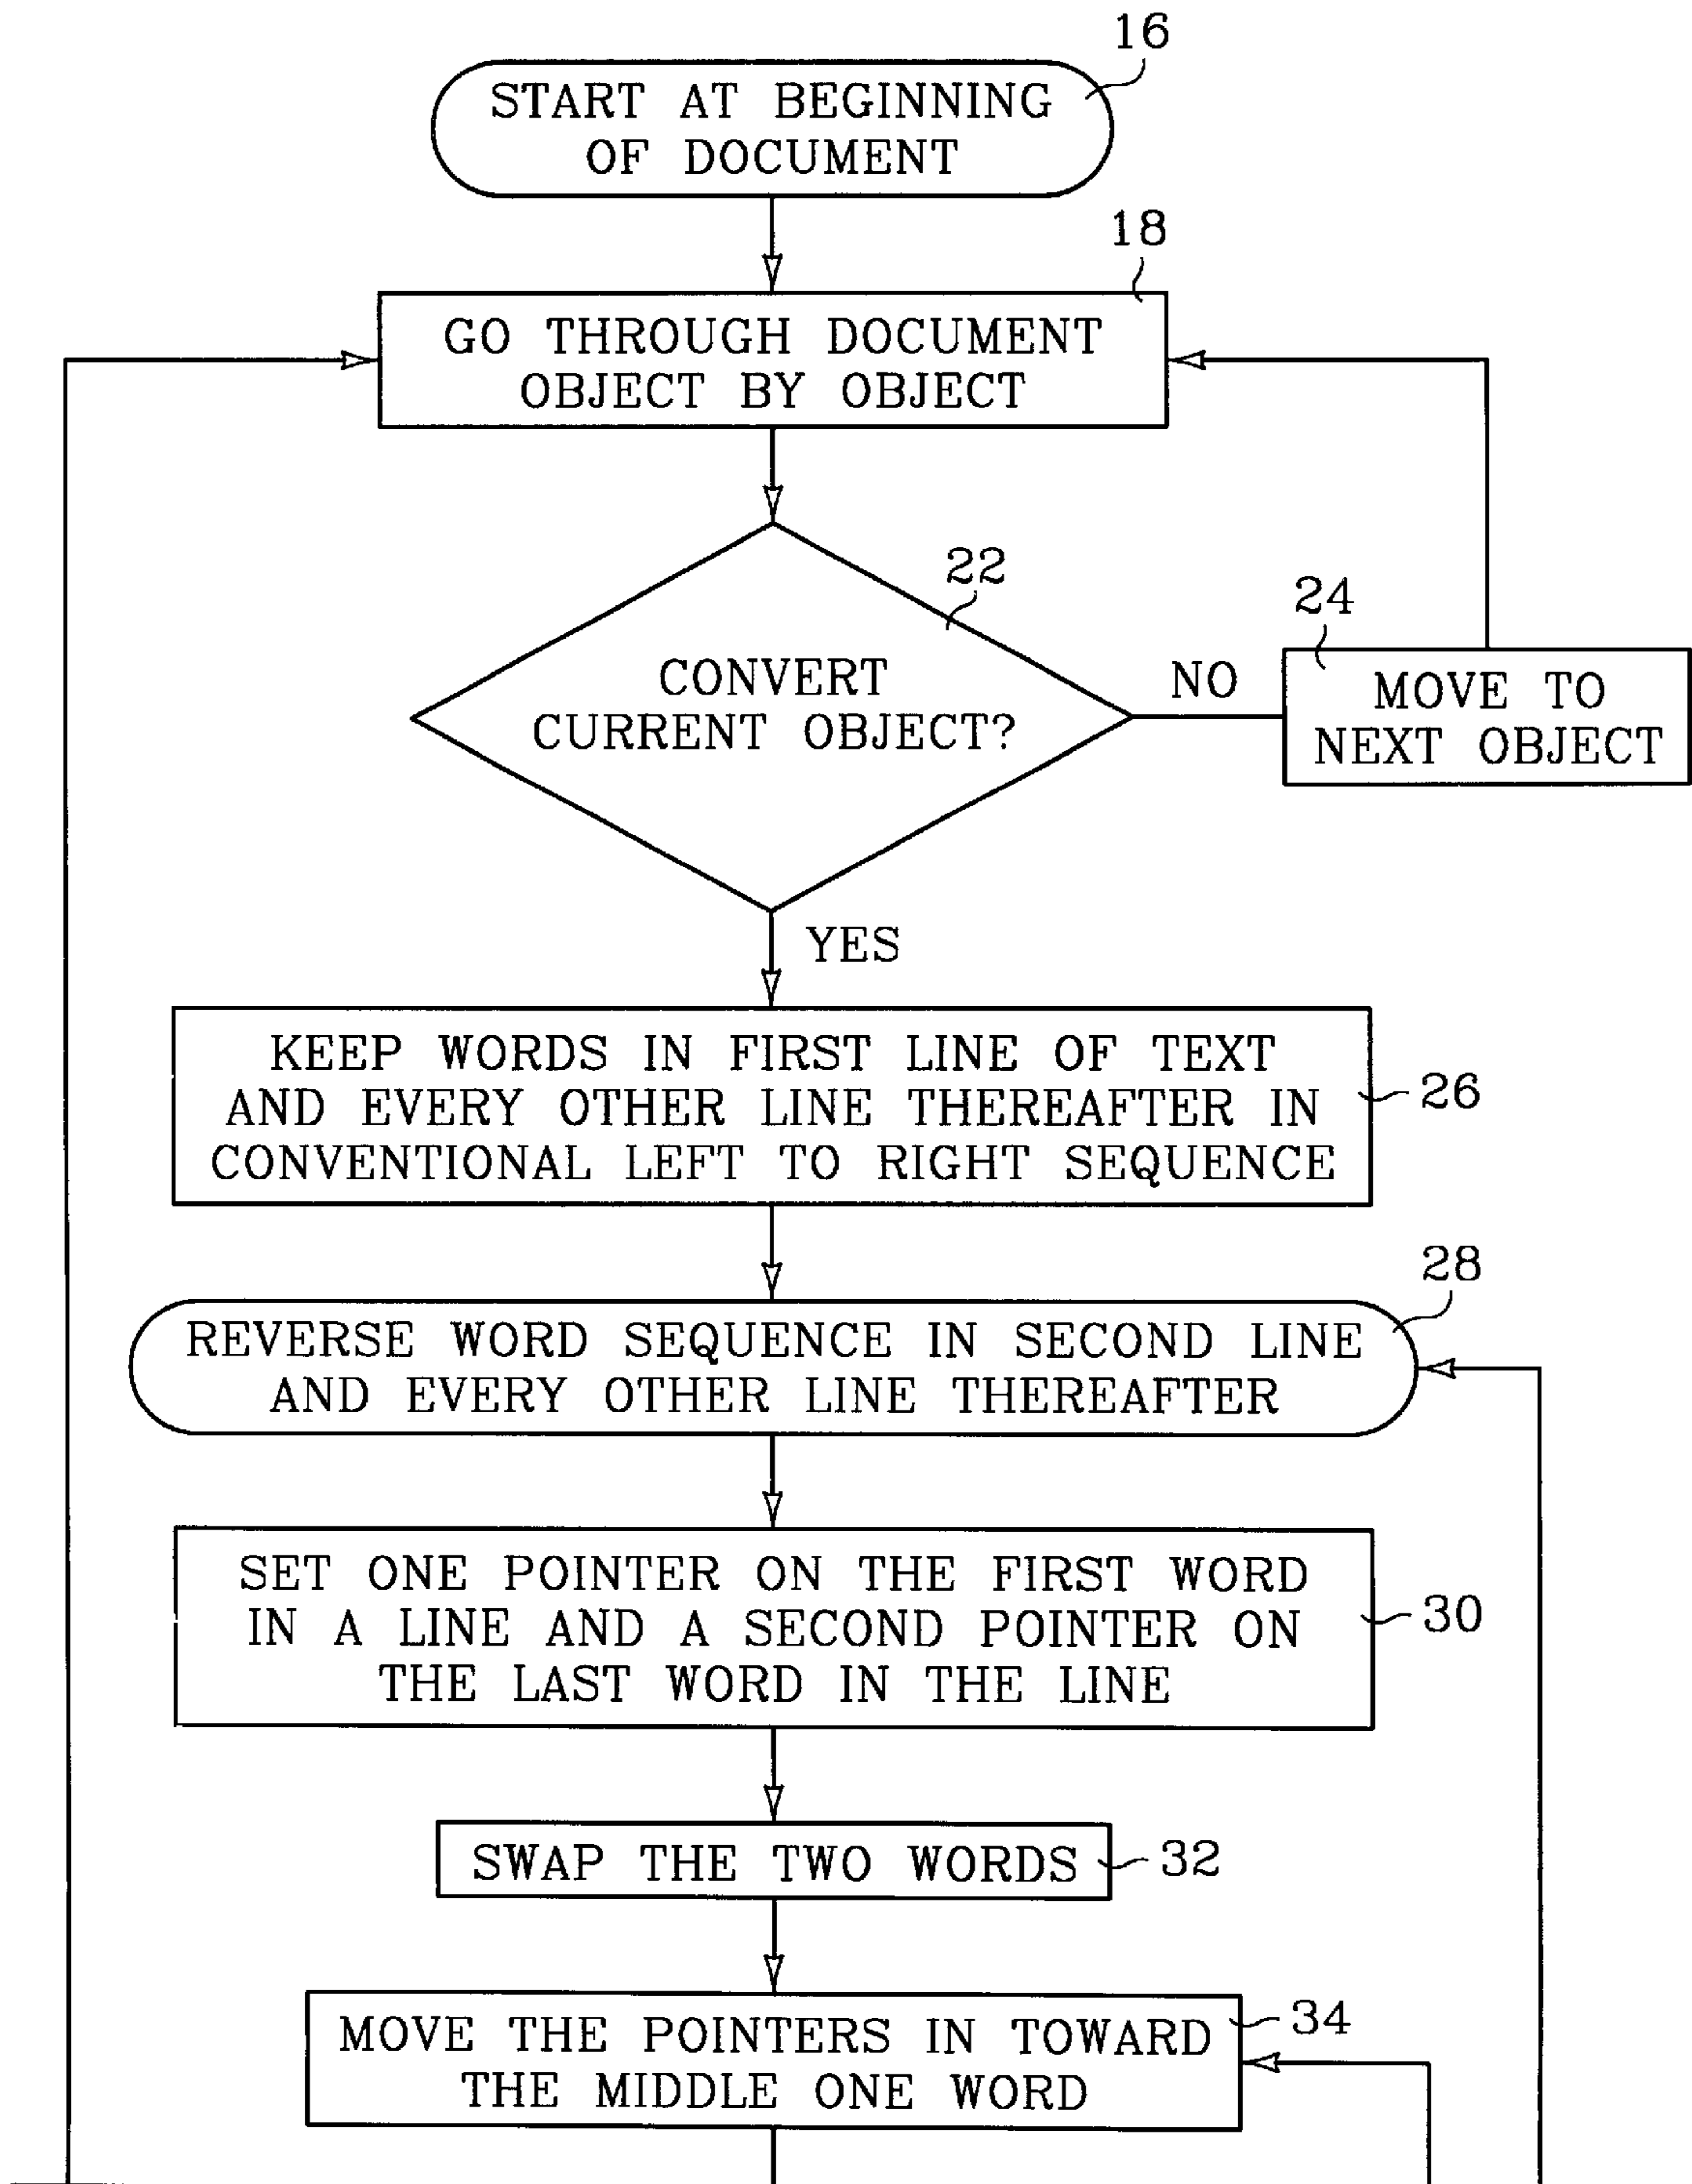 16
START AT BEGINNING
OF DOCUMENT
18
GO THROUGH DOCUMENT
OBJECT BY OBJECT
22
CONVERT
CURRENT OBJECT?
NO
24
MOVE TO
NEXT OBJECT
YES
KEEP WORDS IN FIRST LINE OF TEXT
AND EVERY OTHER LINE THEREAFTER IN
CONVENTIONAL LEFT TO RIGHT SEQUENCE
26
28
REVERSE WORD SEQUENCE IN SECOND LINE
AND EVERY OTHER LINE THEREAFTER
SET ONE POINTER ON THE FIRST WORD
IN A LINE AND A SECOND POINTER ON
THE LAST WORD IN THE LINE
30
SWAP THE TWO WORDS
32
MOVE THE POINTERS IN TOWARD
THE MIDDLE ONE WORD
34